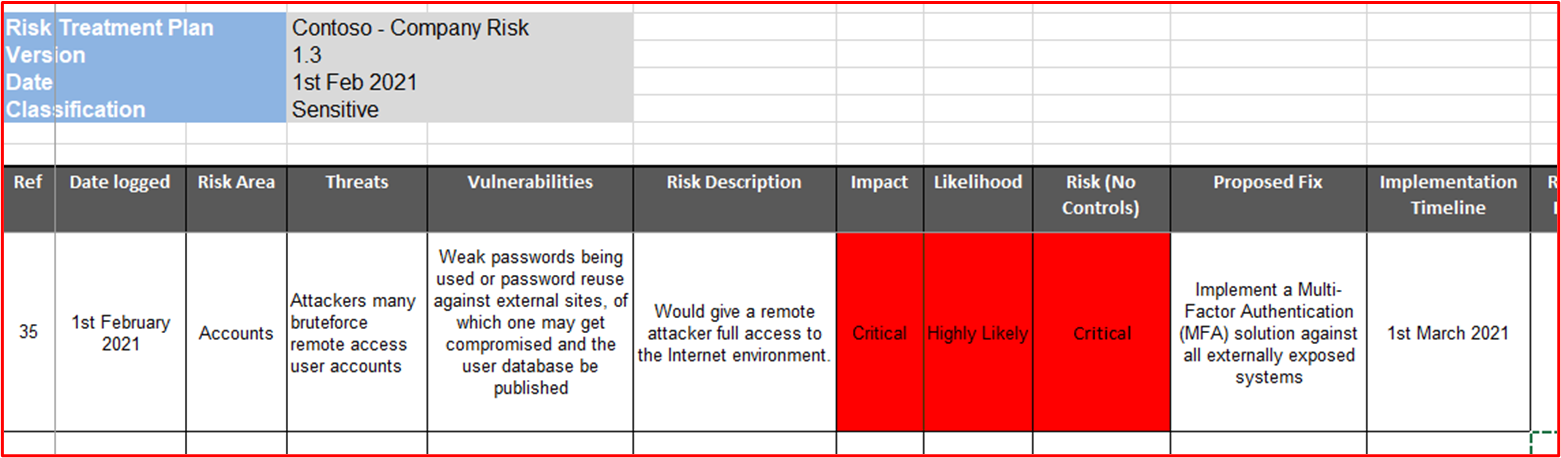 Risk Treatment Plan Contoso - Company Risk
Version 1.3
Date 1st Feb 2021
Classification Sensitive
Ref
Date logged
Risk Area
Threats
Vulnerabilities
Risk Description
Impact
Likelihood
Risk (No
Controls)
Proposed Fix
Implementation
Timeline
35
1st February
2021
Accounts
Attackers many
bruteforce
remote access
user accounts
Weak passwords being
used or password reuse
against external sites, of
which one may get
compromised and the
user database be
published
Would give a remote
attacker full access to
the Internet environment.
Critical
Highly Likely
Critical
Implement a Multi-
Factor Authentication
(MFA) solution against
all externally exposed
systems
1st March 2021